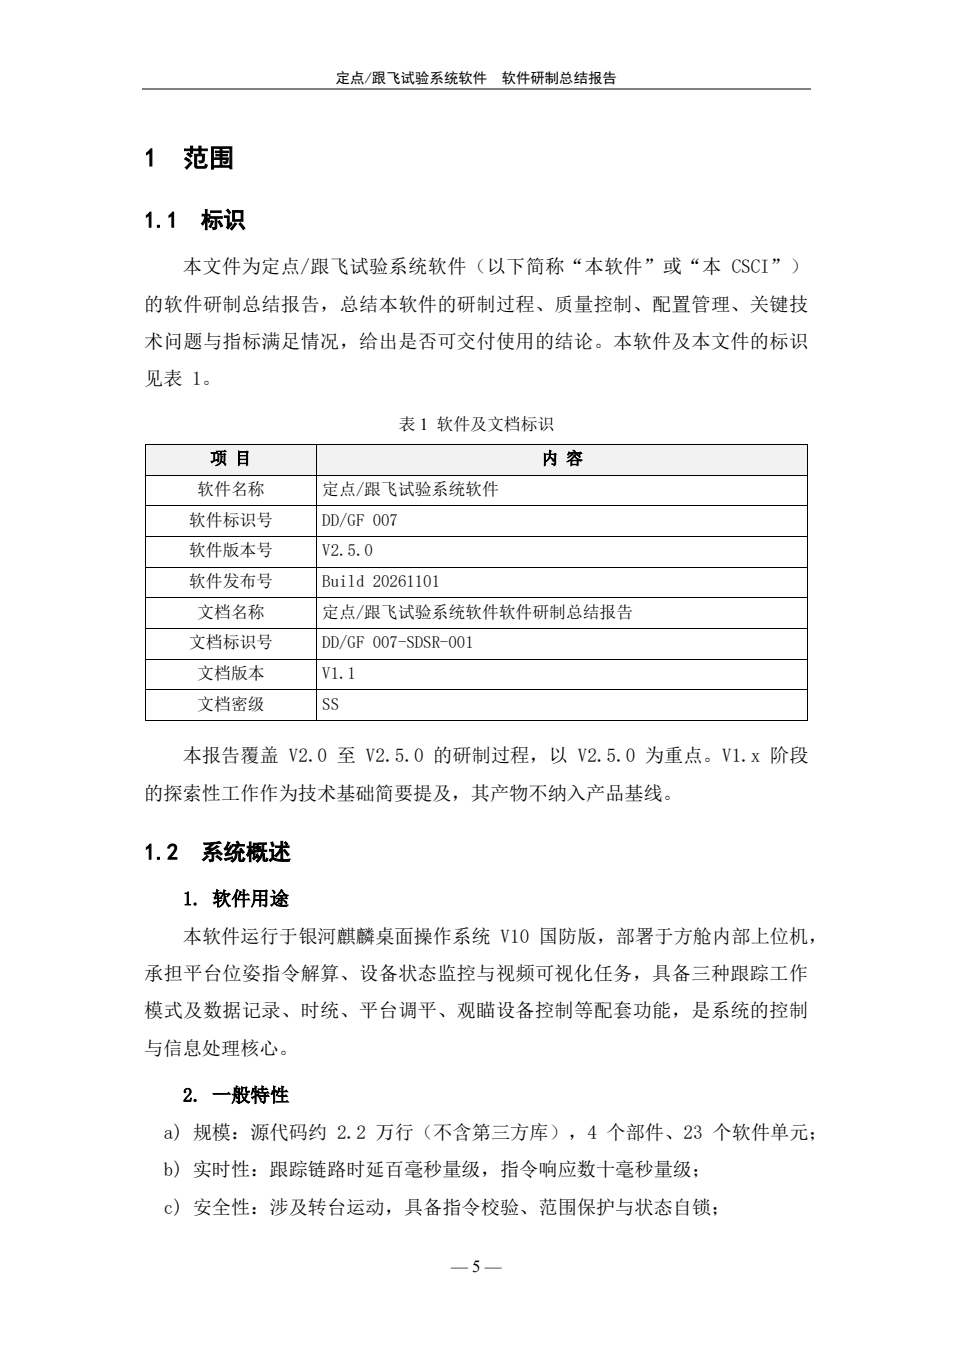 定点/跟飞试验系统软件　软件研制总结报告
1　范围
1.1　标识
本文件为定点/跟飞试验系统软件（以下简称“本软件”或“本 CSCI”）
的软件研制总结报告，总结本软件的研制过程、质量控制、配置管理、关键技
术问题与指标满足情况，给出是否可交付使用的结论。本软件及本文件的标识
见表 1。
表 1 软件及文档标识
项 目　内 容
软件名称　定点/跟飞试验系统软件
软件标识号　DD/GF 007
软件版本号　V2.5.0
软件发布号　Build 20261101
文档名称　定点/跟飞试验系统软件软件研制总结报告
文档标识号　DD/GF 007-SDSR-001
文档版本　V1.1
文档密级　SS
本报告覆盖 V2.0 至 V2.5.0 的研制过程，以 V2.5.0 为重点。V1.x 阶段
的探索性工作作为技术基础简要提及，其产物不纳入产品基线。
1.2　系统概述
1. 软件用途
本软件运行于银河麒麟桌面操作系统 V10 国防版，部署于方舱内部上位机，
承担平台位姿指令解算、设备状态监控与视频可视化任务，具备三种跟踪工作
模式及数据记录、时统、平台调平、观瞄设备控制等配套功能，是系统的控制
与信息处理核心。
2. 一般特性
a) 规模：源代码约 2.2 万行（不含第三方库），4 个部件、23 个软件单元；
b) 实时性：跟踪链路时延百毫秒量级，指令响应数十毫秒量级；
c) 安全性：涉及转台运动，具备指令校验、范围保护与状态自锁；
— 5 —